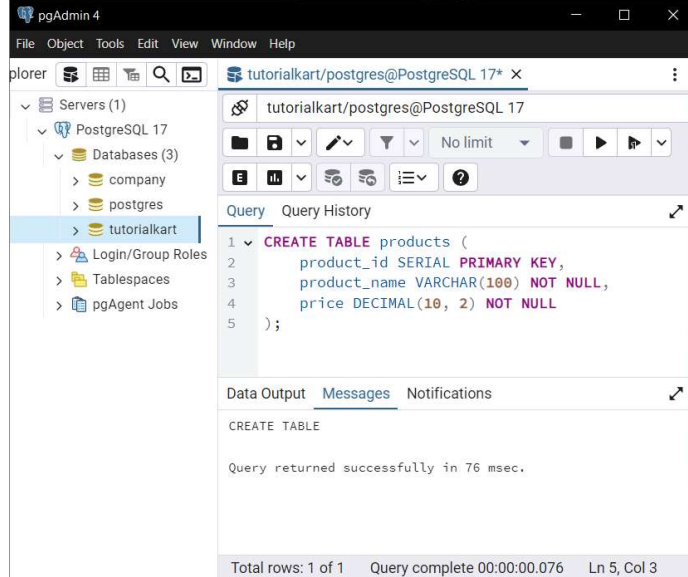 pgAdmin 4
File Object Tools Edit View Window Help
plorer
tutorialkart/postgres@PostgreSQL 17*
Servers (1)
PostgreSQL 17
Databases (3)
company
postgres
tutorialkart
Login/Group Roles
Tablespaces
pgAgent Jobs
tutorialkart/postgres@PostgreSQL 17
No limit
E
Query Query History
1 CREATE TABLE products (
2 product_id SERIAL PRIMARY KEY,
3 product_name VARCHAR(100) NOT NULL,
4 price DECIMAL(10, 2) NOT NULL
5 );
Data Output Messages Notifications
CREATE TABLE
Query returned successfully in 76 msec.
Total rows: 1 of 1 Query complete 00:00:00.076 Ln 5, Col 3